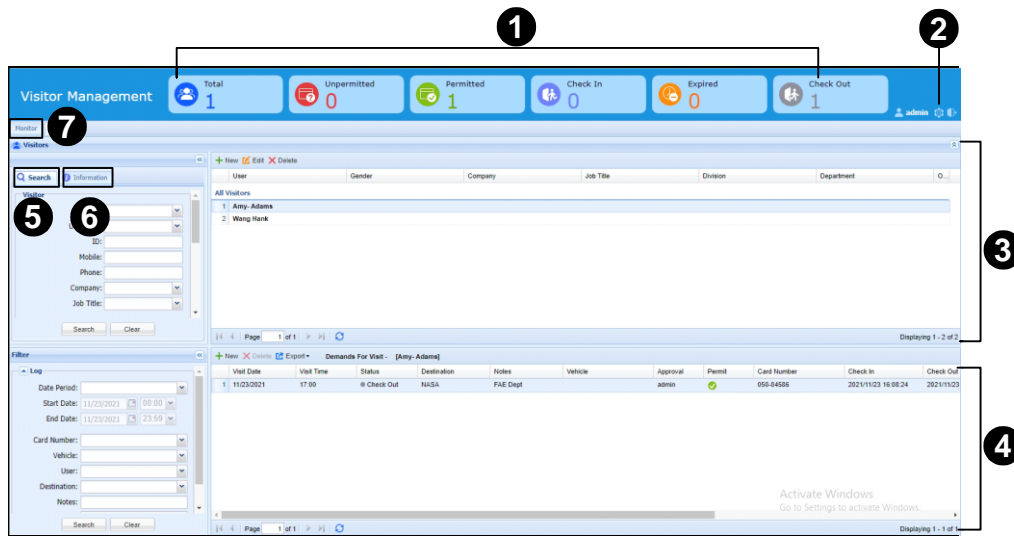 1
2
Total
1
Unpermitted
0
Permitted
1
Check In
0
Expired
0
Check Out
1
Visitor Management
admin
Monitor
7
Visitors
New Edit Delete
Search Information
User Gender Company Job Title Division Department O...
Visitor
5
6
All Visitors
1 Amy- Adams
2 Wang Hank
ID:
Mobile:
Phone:
Company:
Job Title:
Search Clear
Page 1 of 1
Displaying 1 - 2 of 2
3
Filter
New Delete Export Demands For Visit - [Amy- Adams]
Log
Visit Date Visit Time Status Destination Notes Vehicle Approval Permit Card Number Check In Check Out
1 11/23/2021 17:00 Check Out NASA FAE Dept admin 050-04506 2021/11/23 16:08:24 2021/11/23
Date Period:
Start Date: 11/23/2021 00:00
End Date: 11/23/2021 23:59
Card Number:
Vehicle:
User:
Destination:
Notes:
4
Activate Windows
Go to Settings to activate Windows.
Search Clear
Page 1 of 1
Displaying 1 - 1 of 1